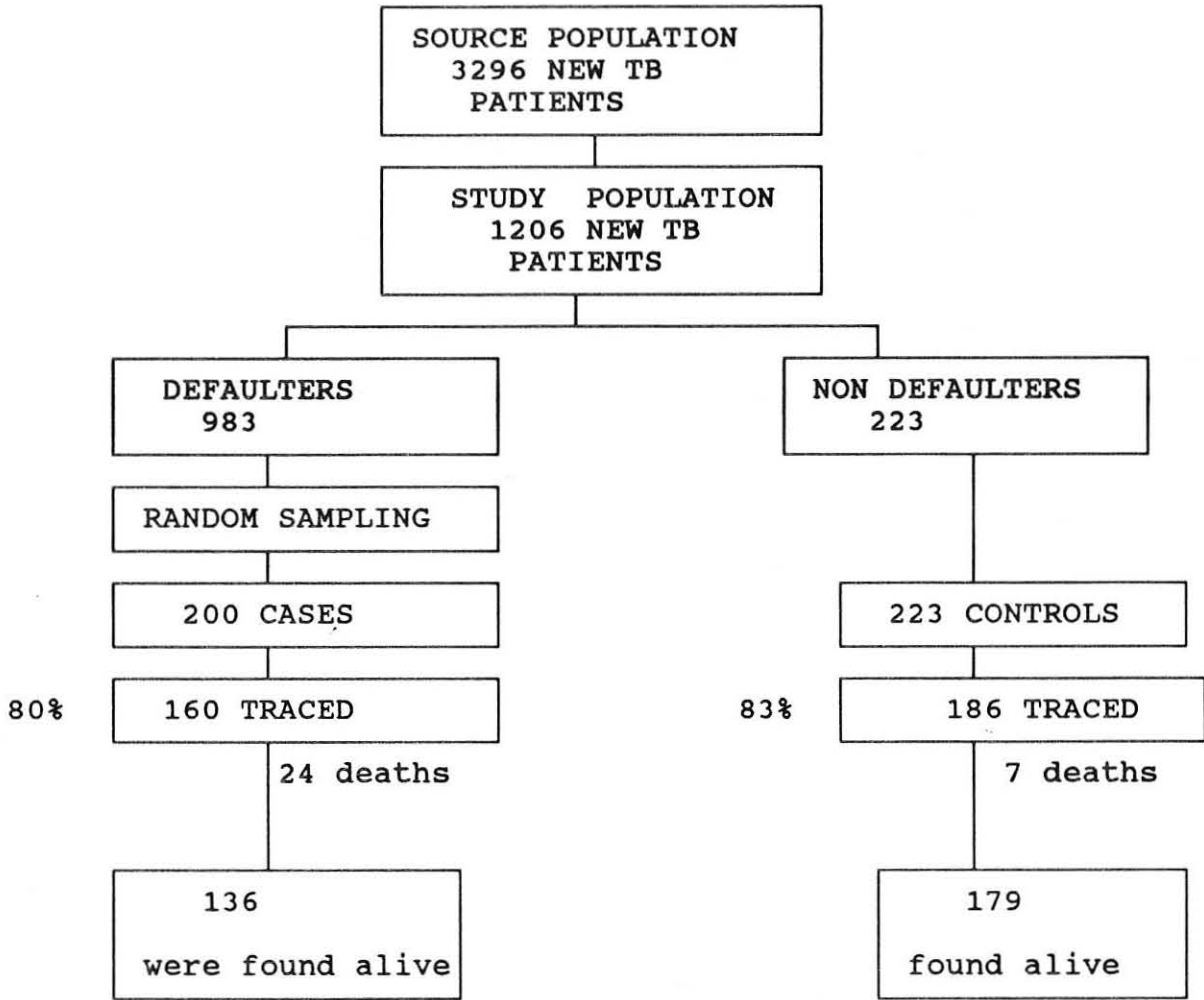 SOURCE POPULATION
3296 NEW TB
PATIENTS
STUDY POPULATION
1206 NEW TB
PATIENTS
DEFAULTERS
983
NON DEFAULTERS
223
RANDOM SAMPLING
200 CASES
223 CONTROLS
80%
160 TRACED
83%
186 TRACED
24 deaths
7 deaths
136
were found alive
179
found alive